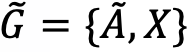 G̃ = {Ã, X}